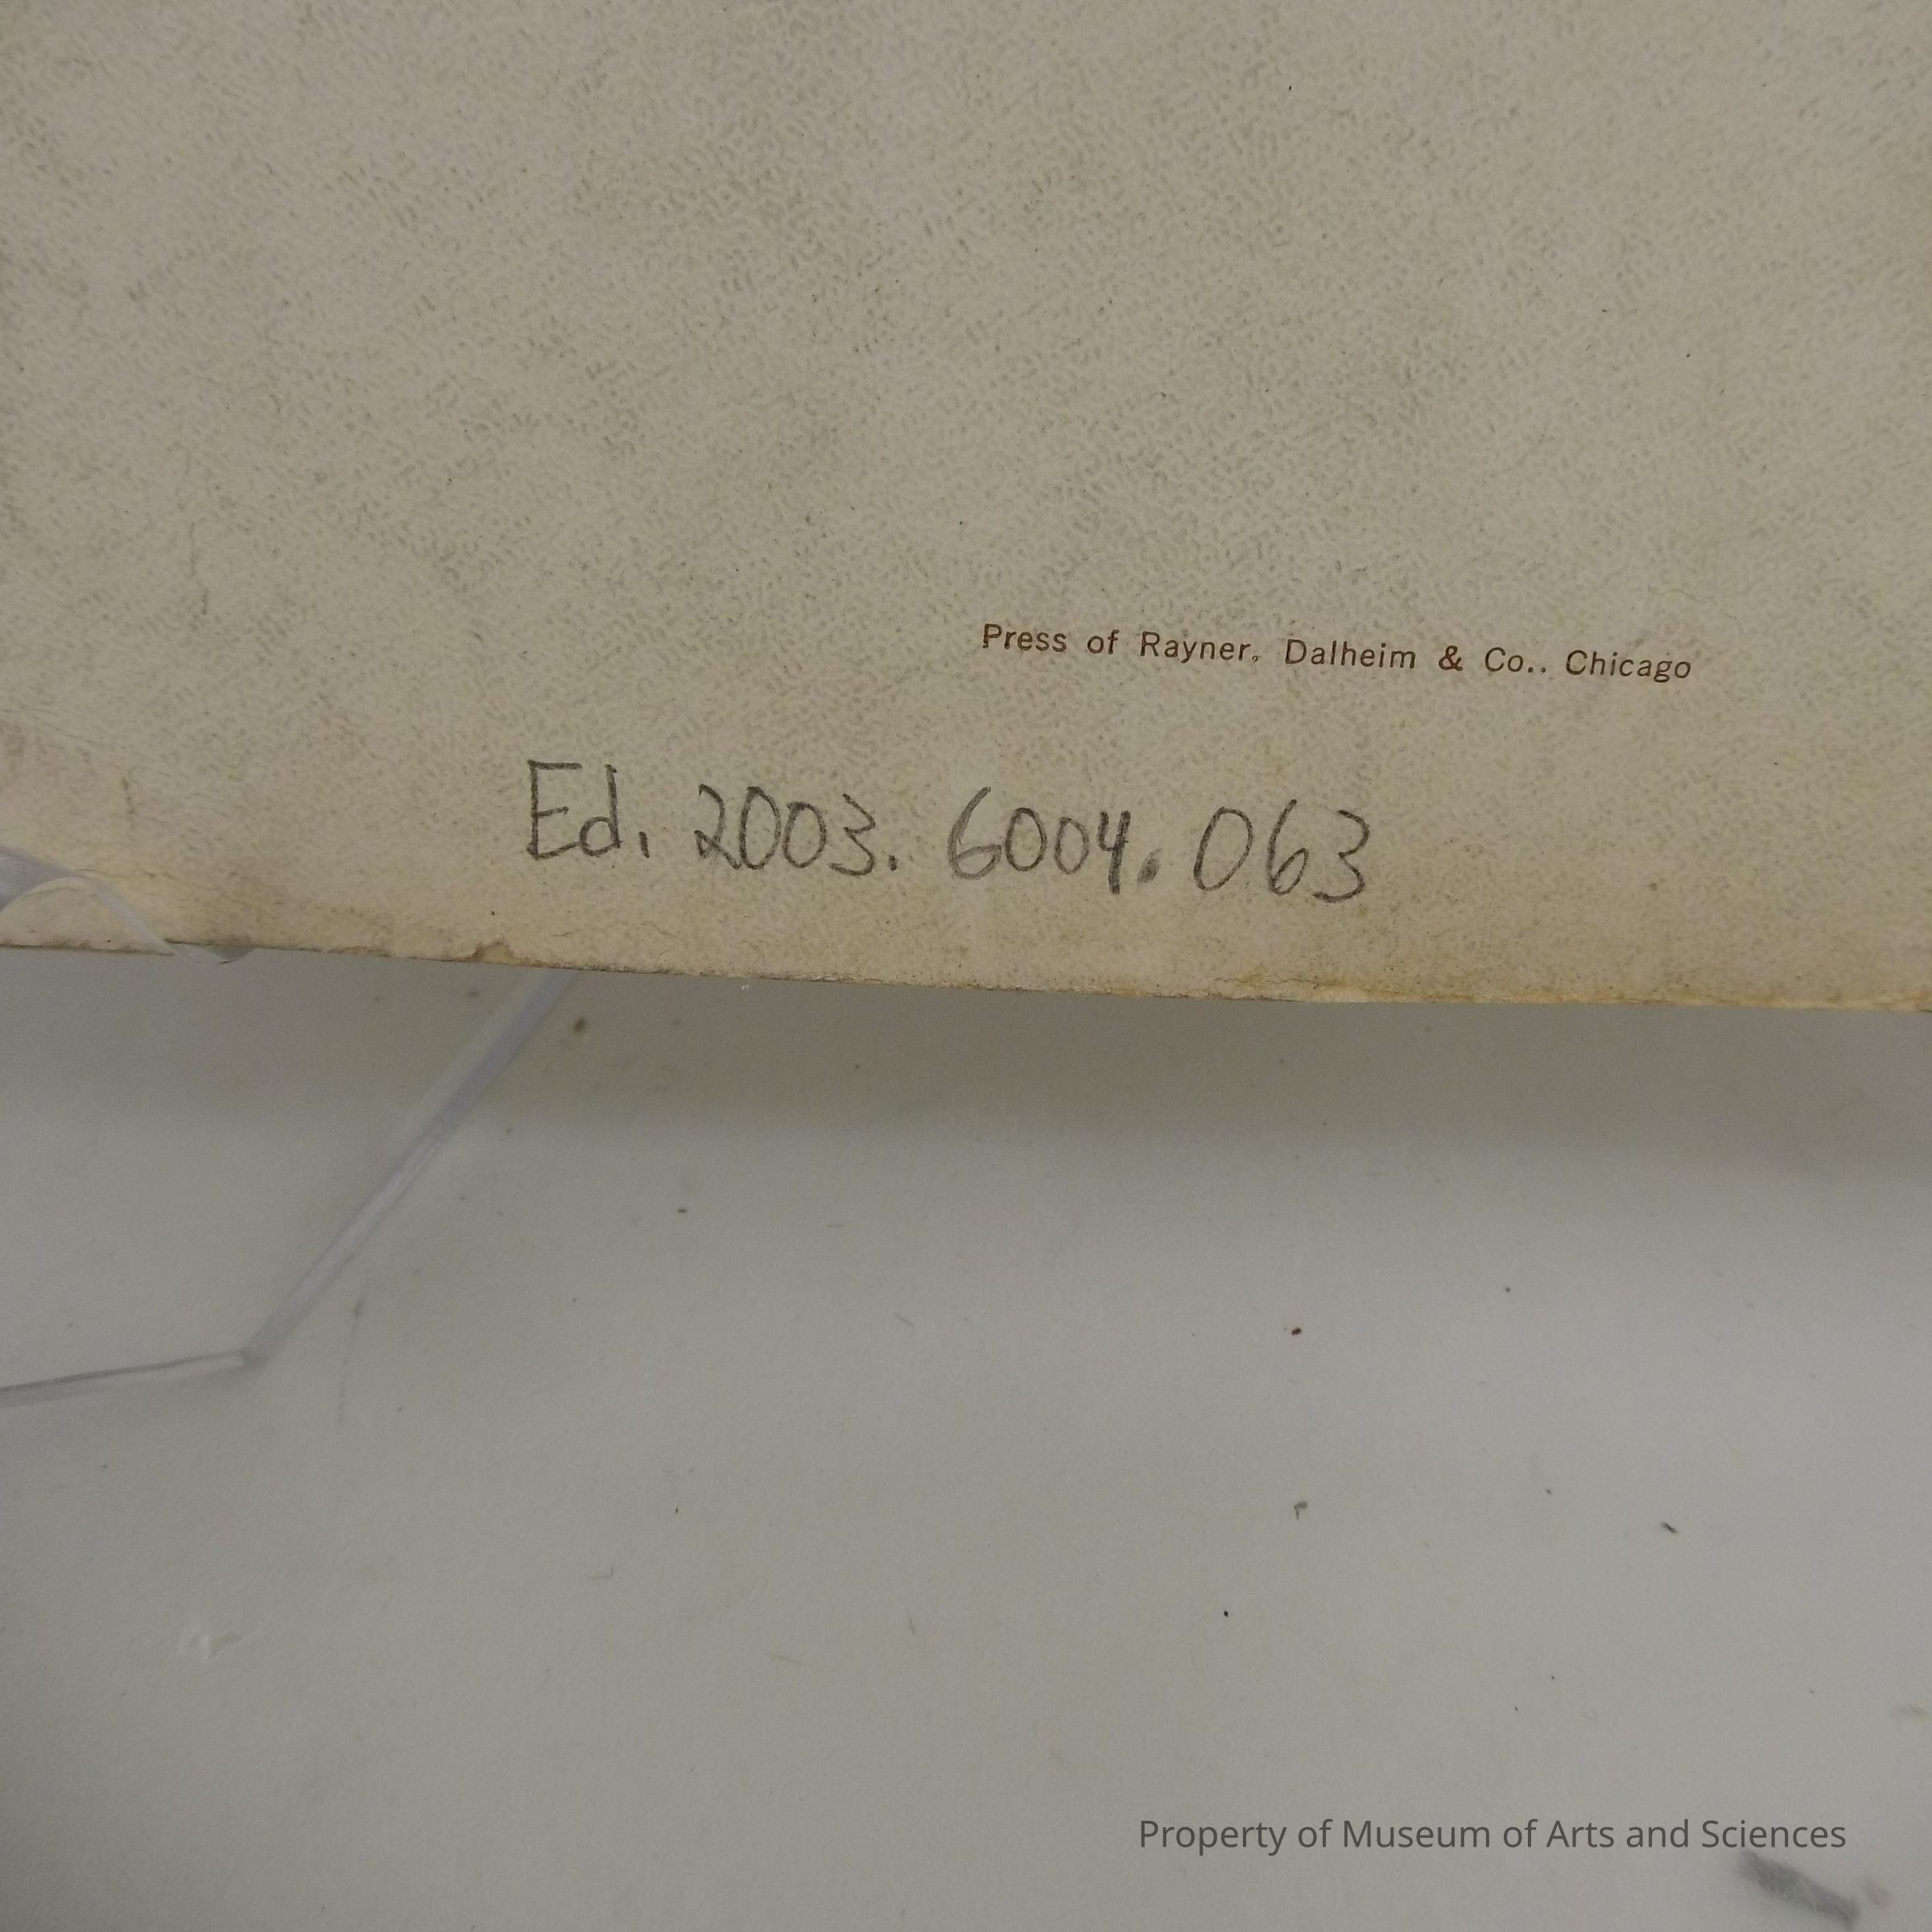 Press of Rayner, Dalheim & Co., Chicago
Ed. 2003. 6004. 063
Property of Museum of Arts and Sciences